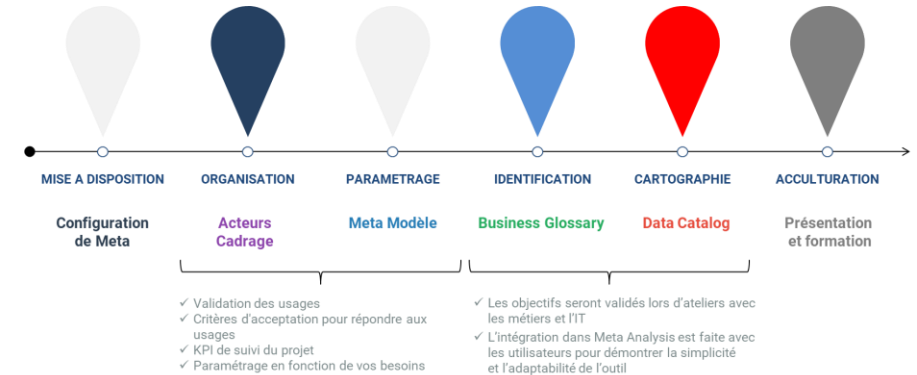 MISE A DISPOSITION
ORGANISATION
PARAMETRAGE
IDENTIFICATION
CARTOGRAPHIE
ACCULTURATION
Configuration
de Meta
Acteurs
Cadrage
Meta Modèle
Business Glossary
Data Catalog
Présentation
et formation
✓ Validation des usages
✓ Critères d'acceptation pour répondre aux
usages
✓ KPI de suivi du projet
✓ Paramétrage en fonction de vos besoins
✓ Les objectifs seront validés lors d'ateliers avec
les métiers et l'IT
✓ L'intégration dans Meta Analysis est faite avec
les utilisateurs pour démontrer la simplicité
et l'adaptabilité de l'outil